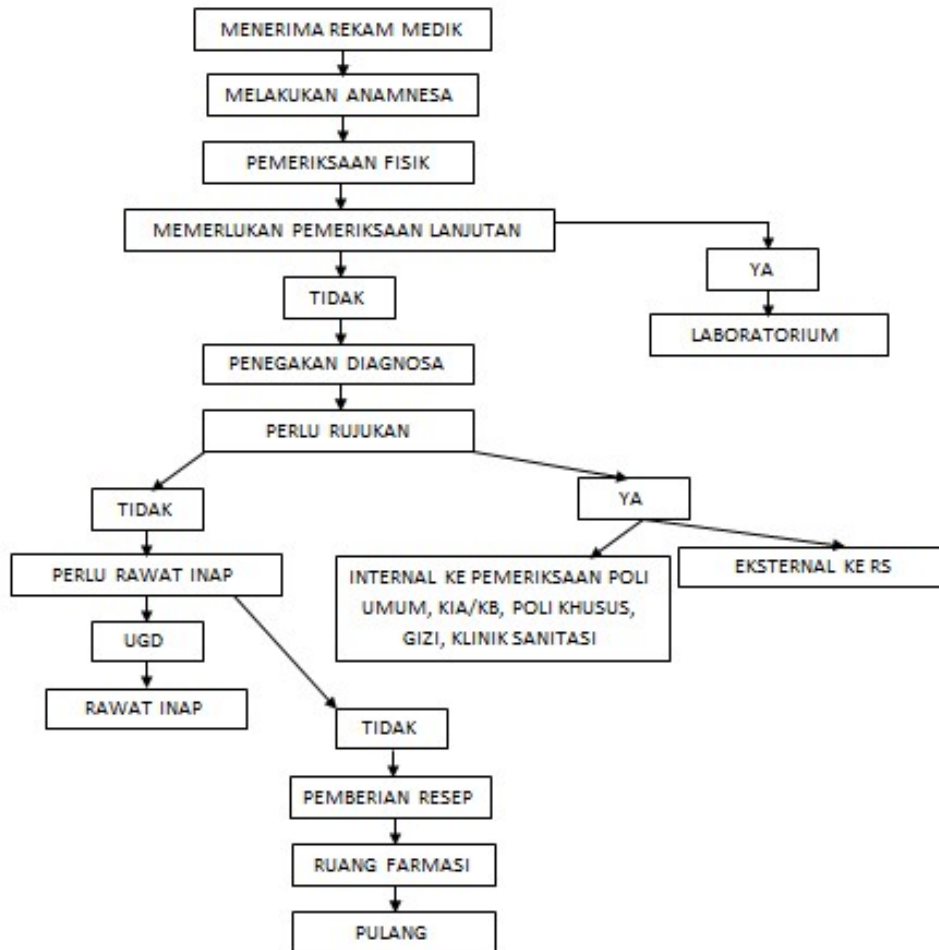 MENERIMA REKAM MEDIK
MELAKUKAN ANAMNESA
PEMERIKSAAN FISIK
MEMERLUKAN PEMERIKSAAN LANJUTAN
YA
TIDAK
LABORATORIUM
PENEGAKAN DIAGNOSA
PERLU RUJUKAN
TIDAK
YA
PERLU RAWAT INAP
INTERNAL KE PEMERIKSAAN POLI
UMUM, KIA/KB, POLI KHUSUS,
GIZI, KLINIK SANITASI
EKSTERNAL KE RS
UGD
RAWAT INAP
TIDAK
PEMBERIAN RESEP
RUANG FARMASI
PULANG